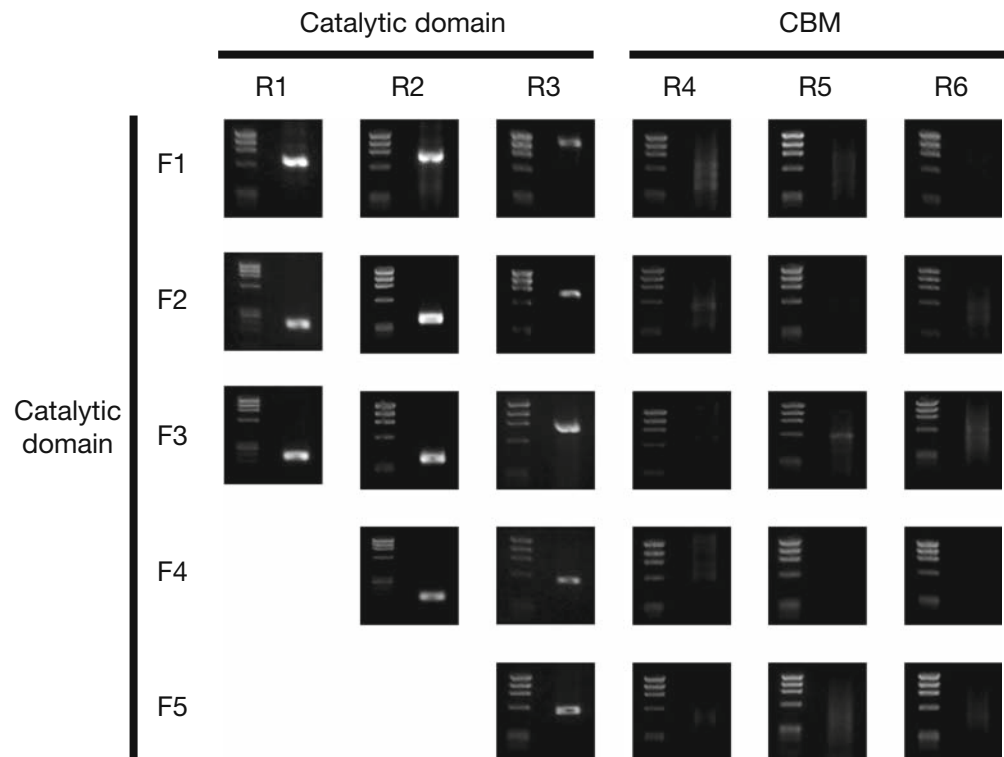 Catalytic domain CBM
R1 R2 R3 R4 R5 R6
F1
F2
Catalytic
domain
F3
F4
F5